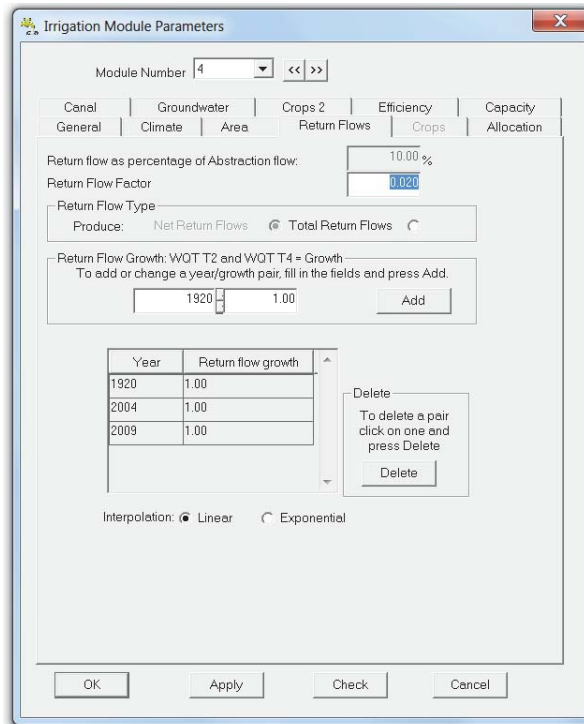 Irrigation Module Parameters
X
Module Number 4 << >>
Canal Groundwater Crops 2 Efficiency Capacity
General Climate Area Return Flows Crops Allocation
Return flow as percentage of Abstraction flow: 10.00 %
Return Flow Factor 0.020
Return Flow Type
Produce: Net Return Flows Total Return Flows
Return Flow Growth: WQT T2 and WQT T4 = Growth
To add or change a year/growth pair, fill in the fields and press Add.
1920 1.00 Add
Year Return flow growth
1920 1.00
2004 1.00
2009 1.00
Delete
To delete a pair
click on one and
press Delete
Delete
Interpolation: Linear Exponential
OK Apply Check Cancel